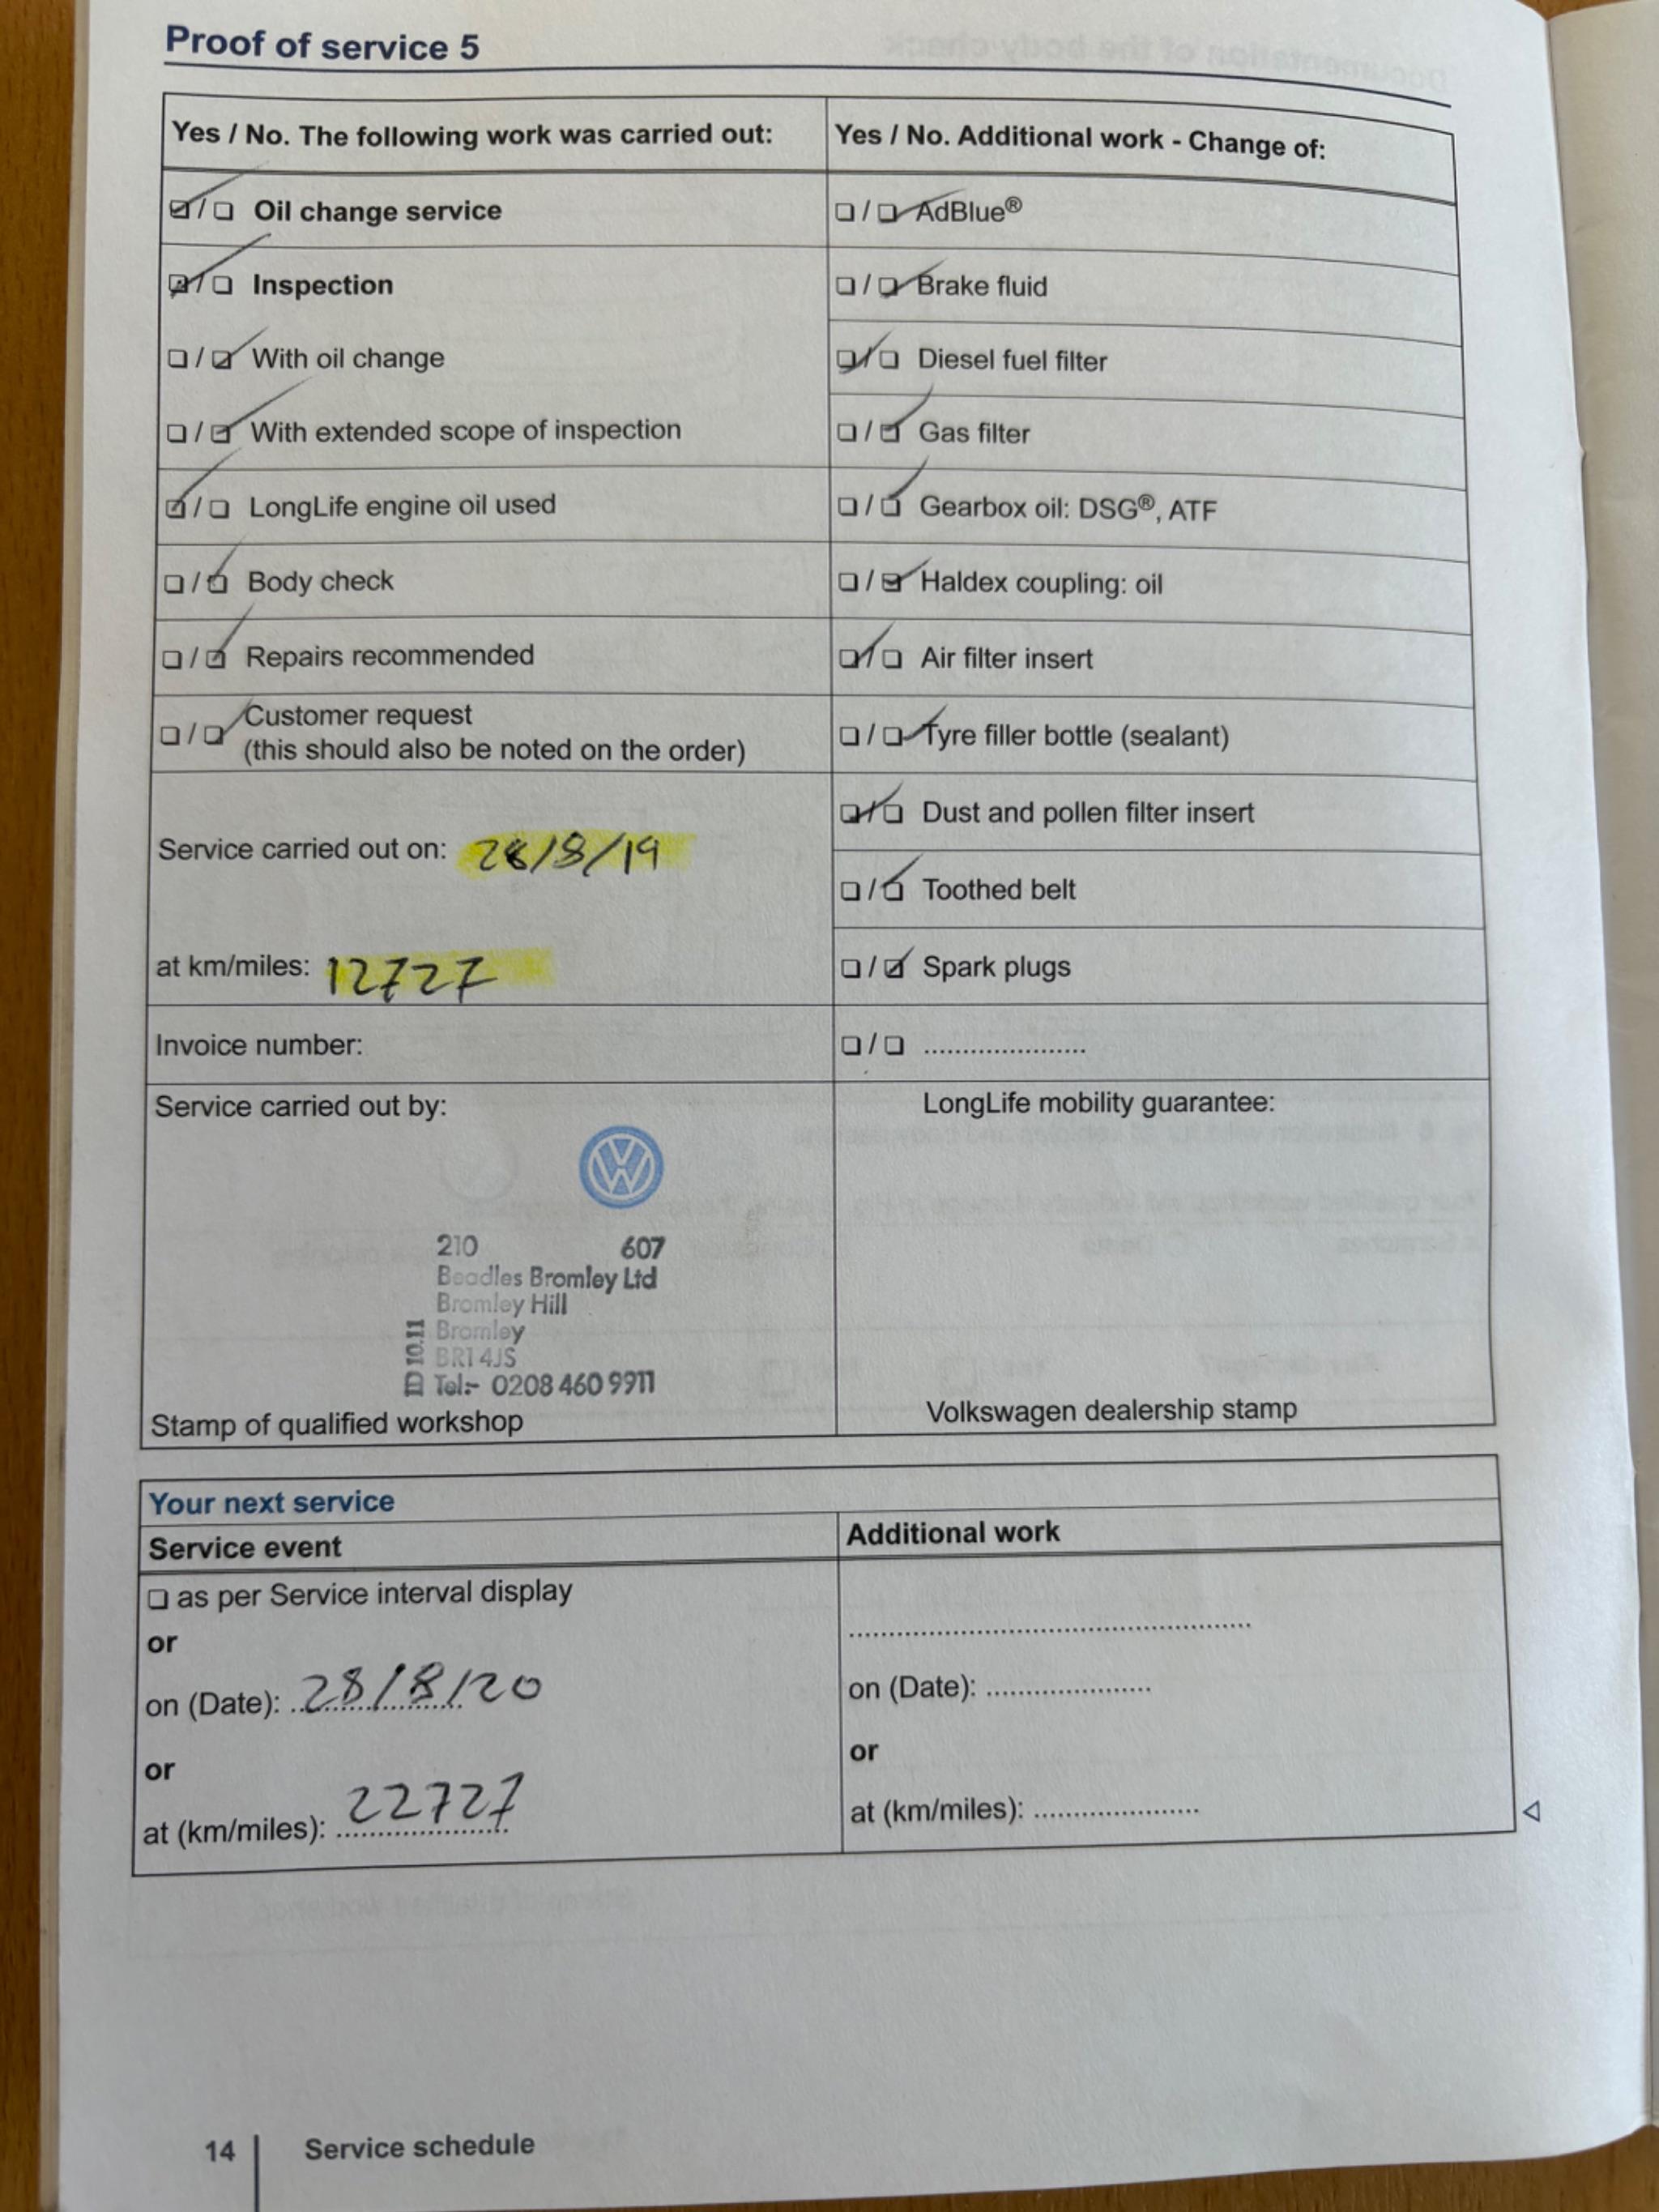 Proof of service 5
Yes / No. The following work was carried out:
☑/☐ Oil change service
☑/☐ Inspection
☐/☑ With oil change
☐/☑ With extended scope of inspection
☑/☐ LongLife engine oil used
☐/☑ Body check
☐/☑ Repairs recommended
☐/☑ Customer request
(this should also be noted on the order)
Service carried out on: 28/8/19
at km/miles: 12727
Invoice number:
Service carried out by:
210 607
Beadles Bromley Ltd
Bromley Hill
Bromley
BR1 4JS
Tel:- 0208 460 9911
ID 10.11
Stamp of qualified workshop
Yes / No. Additional work - Change of:
☐/☑ AdBlue®
☐/☑ Brake fluid
☑/☐ Diesel fuel filter
☐/☑ Gas filter
☐/☑ Gearbox oil: DSG®, ATF
☐/☑ Haldex coupling: oil
☑/☐ Air filter insert
☐/☑ Tyre filler bottle (sealant)
☑/☐ Dust and pollen filter insert
☐/☑ Toothed belt
☐/☑ Spark plugs
☐/☐ .....................
LongLife mobility guarantee:
Volkswagen dealership stamp
Your next service
Service event
☐ as per Service interval display
or
on (Date): 28/8/20
or
at (km/miles): 22727
Additional work
on (Date): .....................
or
at (km/miles): .....................
14 Service schedule